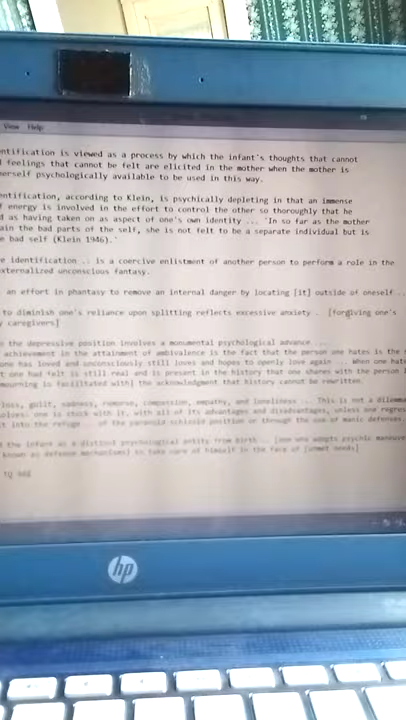 View Help
entification is viewed as a process by which the infant's thoughts that cannot
feelings that cannot be felt are elicited in the mother when the mother is
erself psychologically available to be used in this way.
entification, according to Klein, is psychically depleting in that an immense
f energy is involved in the effort to control the other so thoroughly that he
d as having taken on as aspect of one's own identity ... 'In so far as the mother
ain the bad parts of the self, she is not felt to be a separate individual but is
e bad self (Klein 1946).'
e identification .. is a coercive enlistment of another person to perform a role in the
xternalized unconscious fantasy.
an effort in phantasy to remove an internal danger by locating [it] outside of oneself ..
to diminish one's reliance upon splitting reflects excessive anxiety . [forgiving one's
y caregivers]
o the depressive position involves a monumental psychological advance ...
achievement in the attainment of ambivalence is the fact that the person one hates is the
one has loved and unconsciously still loves and hopes to openly love again ... When one hates
t one had felt is still real and is present in the history that one shares with the person
mourning is facilitated with] the acknowledgment that history cannot be rewritten.
loss, guilt, sadness, remorse, compassion, empathy, and loneliness ... This is not a dilemma
one is stuck with it, with all of its advantages and disadvantages, unless one
it into the refuge .. of the paranoid-schizoid position or through the use of manic defenses.
the infant as a distinct psychological entity from birth .. [one adopts psychic
known as defense mechanisms] to take care of himself in the face of [unmet needs]
hp